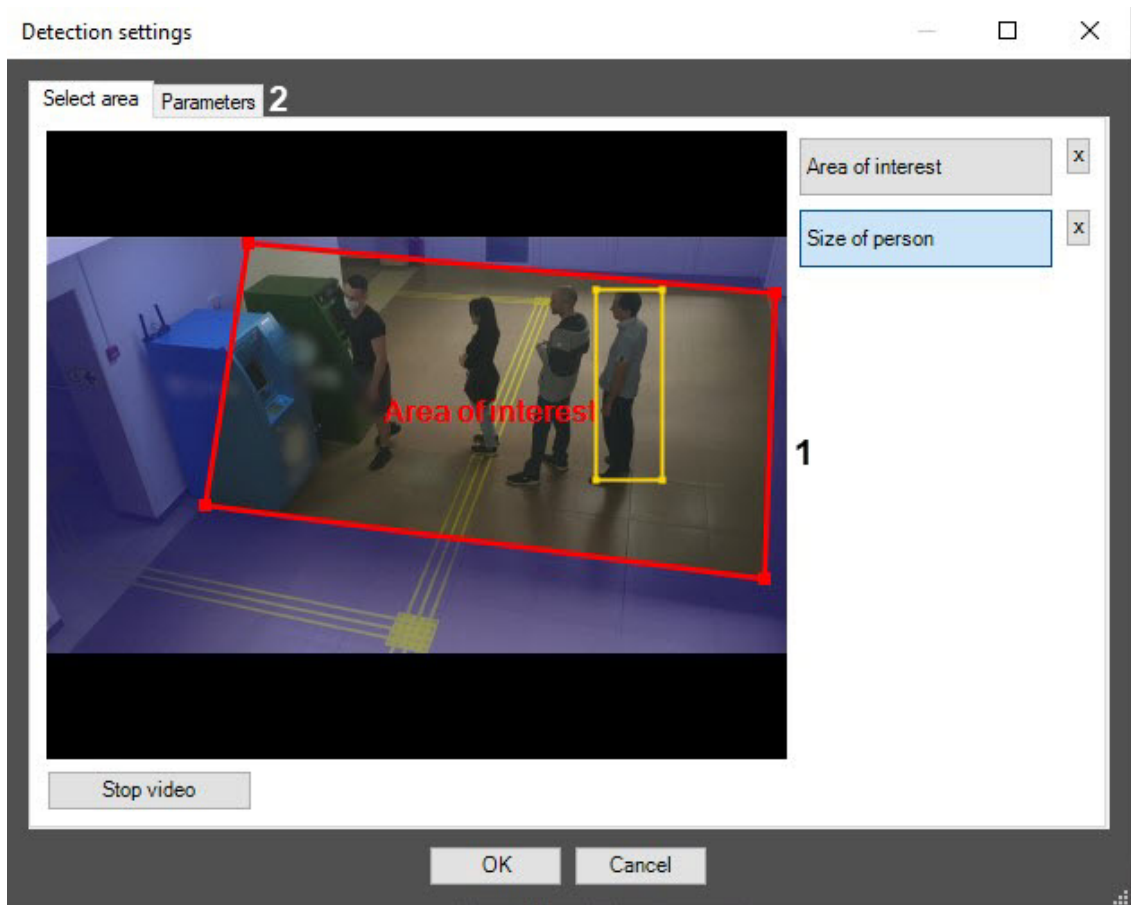 Detection settings
Select area
Parameters
2
Area of interest
x
Size of person
x
Area of interest
1
Stop video
OK
Cancel